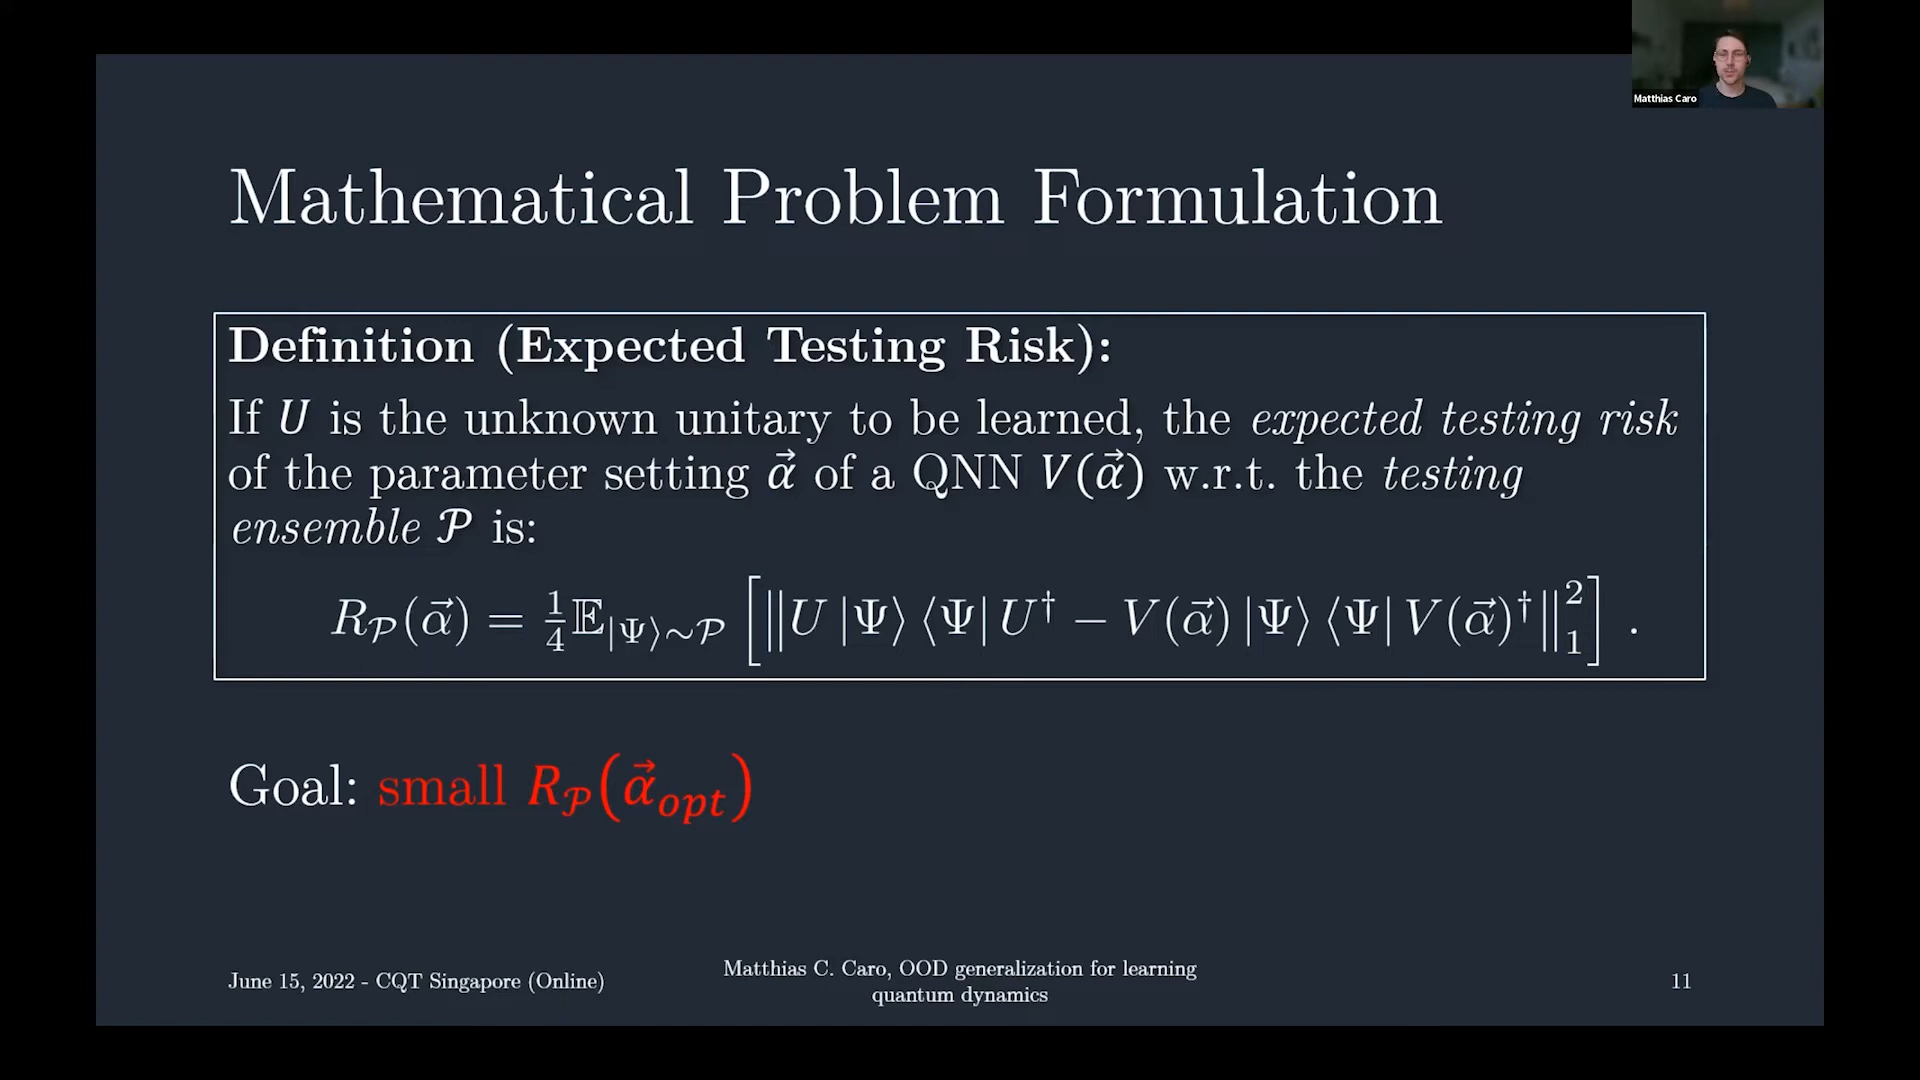 Matthias Caro
Mathematical Problem Formulation
Definition (Expected Testing Risk):
If U is the unknown unitary to be learned, the expected testing risk
of the parameter setting α⃗ of a QNN V(α⃗) w.r.t. the testing
ensemble 𝒫 is:
R_𝒫(α⃗) = 1/4 𝔼_{|Ψ⟩∼𝒫} [‖U |Ψ⟩ ⟨Ψ| U† − V(α⃗) |Ψ⟩ ⟨Ψ| V(α⃗)†‖₁²] .
Goal: small R_𝒫(α⃗_opt)
June 15, 2022 - CQT Singapore (Online)
Matthias C. Caro, OOD generalization for learning
quantum dynamics
11